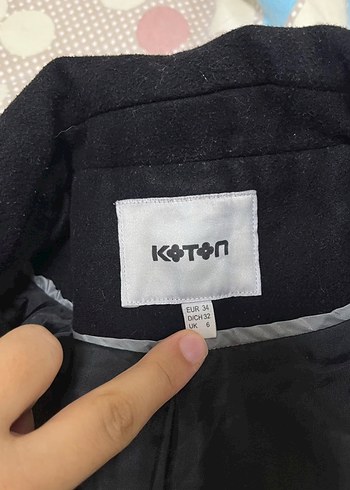 KOTON
EUR 34
D/CH 32
UK 6